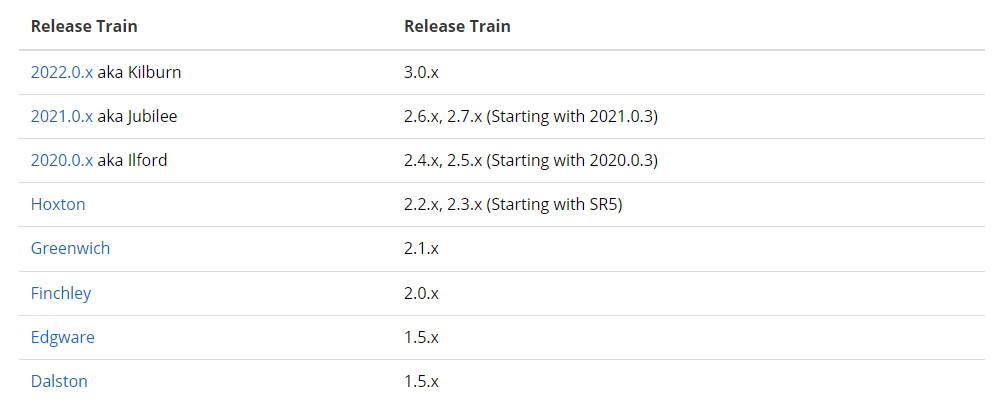 Release Train Release Train
2022.0.x aka Kilburn 3.0.x
2021.0.x aka Jubilee 2.6.x, 2.7.x (Starting with 2021.0.3)
2020.0.x aka Ilford 2.4.x, 2.5.x (Starting with 2020.0.3)
Hoxton 2.2.x, 2.3.x (Starting with SR5)
Greenwich 2.1.x
Finchley 2.0.x
Edgware 1.5.x
Dalston 1.5.x